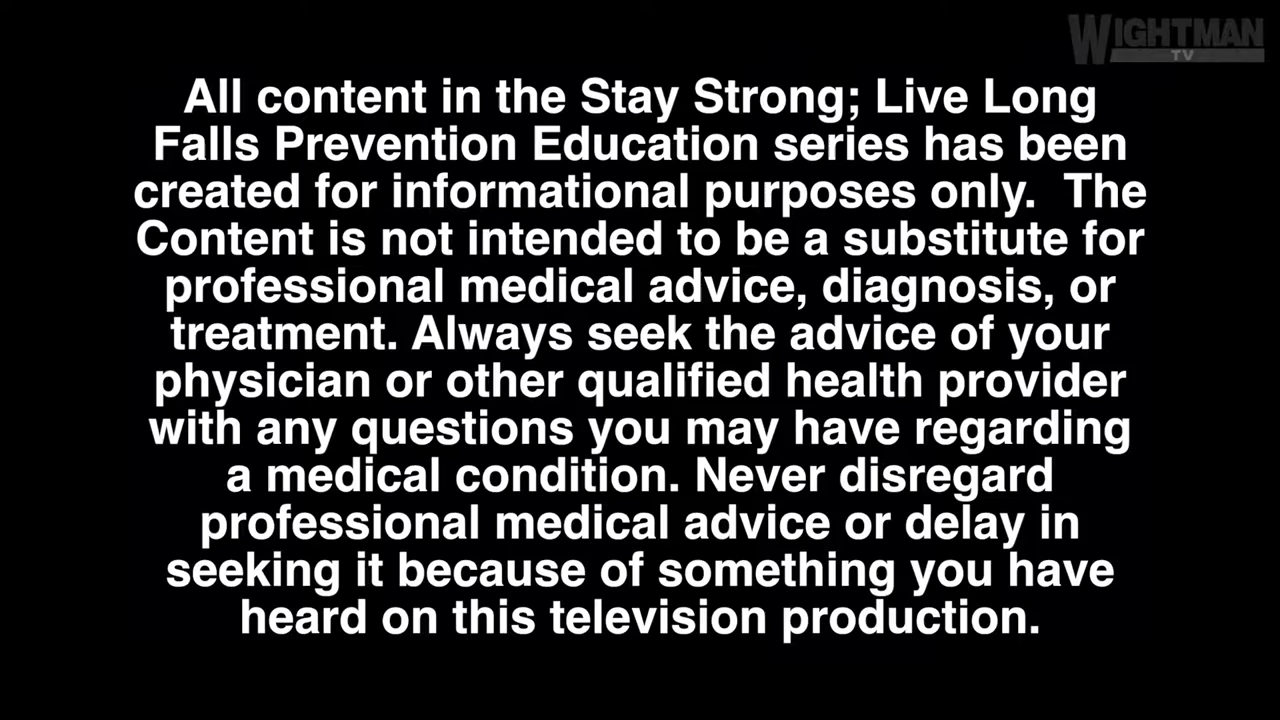 WIGHTMAN
TV
All content in the Stay Strong; Live Long
Falls Prevention Education series has been
created for informational purposes only.  The
Content is not intended to be a substitute for
professional medical advice, diagnosis, or
treatment. Always seek the advice of your
physician or other qualified health provider
with any questions you may have regarding
a medical condition. Never disregard
professional medical advice or delay in
seeking it because of something you have
heard on this television production.